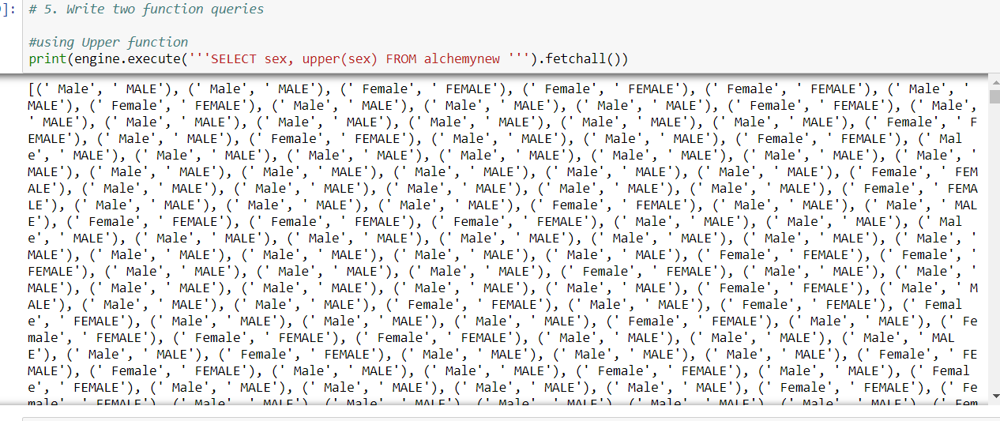 ]: # 5. Write two function queries
#using Upper function
print(engine.execute('''SELECT sex, upper(sex) FROM alchemynew ''').fetchall())
[(' Male', ' MALE'), (' Male', ' MALE'), (' Female', ' FEMALE'), (' Female', ' FEMALE'), (' Female', ' FEMALE'), (' Male', '
MALE'), (' Female', ' FEMALE'), (' Male', ' MALE'), (' Male', ' MALE'), (' Male', ' MALE'), (' Female', ' FEMALE'), (' Male',
' MALE'), (' Male', ' MALE'), (' Male', ' MALE'), (' Male', ' MALE'), (' Male', ' MALE'), (' Male', ' MALE'), (' Female', ' F
EMALE'), (' Male', ' MALE'), (' Female', ' FEMALE'), (' Male', ' MALE'), (' Male', ' MALE'), (' Female', ' FEMALE'), (' Mal
e', ' MALE'), (' Male', ' MALE'), (' Male', ' MALE'), (' Male', ' MALE'), (' Male', ' MALE'), (' Male', ' MALE'), (' Male', '
MALE'), (' Male', ' MALE'), (' Male', ' MALE'), (' Male', ' MALE'), (' Male', ' MALE'), (' Male', ' MALE'), (' Female', ' FEM
ALE'), (' Male', ' MALE'), (' Male', ' MALE'), (' Male', ' MALE'), (' Male', ' MALE'), (' Male', ' MALE'), (' Female', ' FEMA
LE'), (' Male', ' MALE'), (' Male', ' MALE'), (' Male', ' MALE'), (' Female', ' FEMALE'), (' Male', ' MALE'), (' Male', ' MAL
E'), (' Female', ' FEMALE'), (' Female', ' FEMALE'), (' Female', ' FEMALE'), (' Male', ' MALE'), (' Male', ' MALE'), (' Mal
e', ' MALE'), (' Male', ' MALE'), (' Male', ' MALE'), (' Male', ' MALE'), (' Male', ' MALE'), (' Male', ' MALE'), (' Male', '
MALE'), (' Male', ' MALE'), (' Male', ' MALE'), (' Male', ' MALE'), (' Male', ' MALE'), (' Female', ' FEMALE'), (' Female', '
FEMALE'), (' Male', ' MALE'), (' Male', ' MALE'), (' Male', ' MALE'), (' Female', ' FEMALE'), (' Male', ' MALE'), (' Male', '
MALE'), (' Male', ' MALE'), (' Male', ' MALE'), (' Male', ' MALE'), (' Male', ' MALE'), (' Female', ' FEMALE'), (' Male', ' M
ALE'), (' Male', ' MALE'), (' Male', ' MALE'), (' Female', ' FEMALE'), (' Male', ' MALE'), (' Female', ' FEMALE'), (' Femal
e', ' FEMALE'), (' Male', ' MALE'), (' Male', ' MALE'), (' Male', ' MALE'), (' Female', ' FEMALE'), (' Male', ' MALE'), (' Fe
male', ' FEMALE'), (' Female', ' FEMALE'), (' Female', ' FEMALE'), (' Male', ' MALE'), (' Male', ' MALE'), (' Male', ' MAL
E'), (' Male', ' MALE'), (' Female', ' FEMALE'), (' Male', ' MALE'), (' Male', ' MALE'), (' Male', ' MALE'), (' Female', ' FE
MALE'), (' Female', ' FEMALE'), (' Male', ' MALE'), (' Male', ' MALE'), (' Female', ' FEMALE'), (' Male', ' MALE'), (' Femal
e', ' FEMALE'), (' Male', ' MALE'), (' Male', ' MALE'), (' Male', ' MALE'), (' Male', ' MALE'), (' Female', ' FEMALE'), (' Fe
male', ' FEMALE'), (' Male', ' MALE'), (' Male', ' MALE'), (' Male', ' MALE'), (' Male', ' MALE'), (' Male', ' MALE'), (' Fem